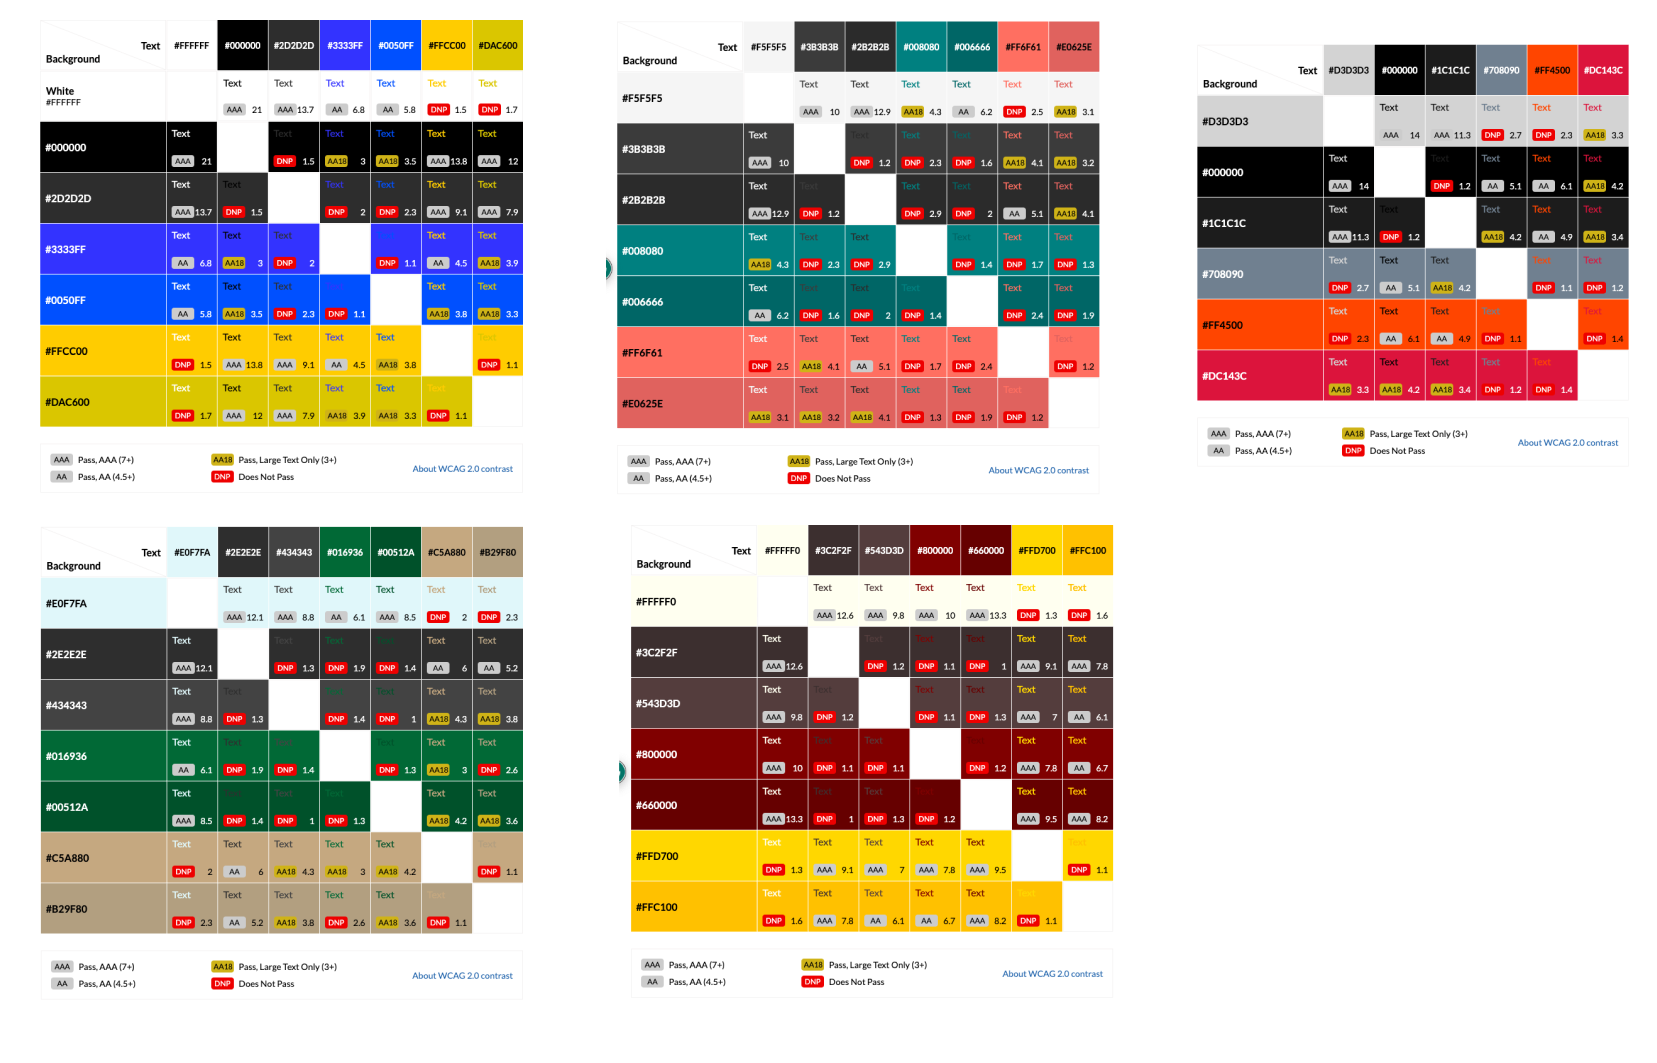 Text
Background
#FFFFFF #000000 #2D2D2D #3333FF #0050FF #FFCC00 #DAC600
White
#FFFFFF
Text Text Text Text Text Text
AAA 21 AAA 13.7 AA 6.8 AA 5.8 DNP 1.5 DNP 1.7
#000000
Text Text Text Text Text Text
AAA 21 DNP 1.5 AA18 3 AA18 3.5 AAA 13.8 AAA 12
#2D2D2D
Text Text Text Text Text Text
AAA 13.7 DNP 1.5 DNP 2 DNP 2.3 AAA 9.1 AAA 7.9
#3333FF
Text Text Text Text Text
AA 6.8 AA18 3 DNP 2 DNP 1.1 AA 4.5 AA18 3.9
#0050FF
Text Text Text Text Text Text
AA 5.8 AA18 3.5 DNP 2.3 DNP 1.1 AA18 3.8 AA18 3.3
#FFCC00
Text Text Text Text Text Text
DNP 1.5 AAA 13.8 AAA 9.1 AA 4.5 AA18 3.8 DNP 1.1
#DAC600
Text Text Text Text Text Text
DNP 1.7 AAA 12 AAA 7.9 AA18 3.9 AA18 3.3 DNP 1.1
AAA Pass, AAA (7+) AA18 Pass, Large Text Only (3+)
AA Pass, AA (4.5+) DNP Does Not Pass
About WCAG 2.0 contrast
Text
Background
#F5F5F5 #3B3B3B #2B2B2B #008080 #006666 #FF6F61 #E0625E
#F5F5F5
Text Text Text Text Text Text
AAA 10 AAA 12.9 AA18 4.3 AA 6.2 DNP 2.5 AA18 3.1
#3B3B3B
Text Text Text Text Text Text
AAA 10 DNP 1.2 DNP 2.3 DNP 1.6 AA18 4.1 AA18 3.2
#2B2B2B
Text Text Text Text Text Text
AAA 12.9 DNP 1.2 DNP 2.9 DNP 2 AA 5.1 AA18 4.1
#008080
Text Text Text Text Text Text
AA18 4.3 DNP 2.3 DNP 2.9 DNP 1.4 DNP 1.7 DNP 1.3
#006666
Text Text Text Text Text Text
AA 6.2 DNP 1.6 DNP 2 DNP 1.4 DNP 2.4 DNP 1.9
#FF6F61
Text Text Text Text Text Text
DNP 2.5 AA18 4.1 AA 5.1 DNP 1.7 DNP 2.4 DNP 1.2
#E0625E
Text Text Text Text Text Text
AA18 3.1 AA18 3.2 AA18 4.1 DNP 1.3 DNP 1.9 DNP 1.2
AAA Pass, AAA (7+) AA18 Pass, Large Text Only (3+)
AA Pass, AA (4.5+) DNP Does Not Pass
About WCAG 2.0 contrast
Text
Background
#D3D3D3 #000000 #1C1C1C #708090 #FF4500 #DC143C
#D3D3D3
Text Text Text Text Text
AAA 14 AAA 11.3 DNP 2.7 DNP 2.3 AA18 3.3
#000000
Text Text Text Text Text
AAA 14 DNP 1.2 AA 5.1 AA 6.1 AA18 4.2
#1C1C1C
Text Text Text Text Text
AAA 11.3 DNP 1.2 AA18 4.2 AA 4.9 AA18 3.4
#708090
Text Text Text Text Text
DNP 2.7 AA 5.1 AA18 4.2 DNP 1.1 DNP 1.2
#FF4500
Text Text Text Text Text
DNP 2.3 AA 6.1 AA 4.9 DNP 1.1 DNP 1.4
#DC143C
Text Text Text Text Text
AA18 3.3 AA18 4.2 AA18 3.4 DNP 1.2 DNP 1.4
AAA Pass, AAA (7+) AA18 Pass, Large Text Only (3+)
AA Pass, AA (4.5+) DNP Does Not Pass
About WCAG 2.0 contrast
Text
Background
#E0F7FA #2E2E2E #434343 #016936 #00512A #C5A880 #B29F80
#E0F7FA
Text Text Text Text Text Text
AAA 12.1 AAA 8.8 AA 6.1 AAA 8.5 DNP 2 DNP 2.3
#2E2E2E
Text Text Text Text Text Text
AAA 12.1 DNP 1.3 DNP 1.9 DNP 1.4 AA 6 AA 5.2
#434343
Text Text Text Text Text Text
AAA 8.8 DNP 1.3 DNP 1.4 DNP 1 AA18 4.3 AA18 3.8
#016936
Text Text Text Text Text Text
AA 6.1 DNP 1.9 DNP 1.4 DNP 1.3 AA18 3 DNP 2.6
#00512A
Text Text Text Text Text Text
AAA 8.5 DNP 1.4 DNP 1 DNP 1.3 AA18 4.2 AA18 3.6
#C5A880
Text Text Text Text Text Text
DNP 2 AA 6 AA18 4.3 AA18 3 AA18 4.2 DNP 1.1
#B29F80
Text Text Text Text Text Text
DNP 2.3 AA 5.2 AA18 3.8 DNP 2.6 AA18 3.6 DNP 1.1
AAA Pass, AAA (7+) AA18 Pass, Large Text Only (3+)
AA Pass, AA (4.5+) DNP Does Not Pass
About WCAG 2.0 contrast
Text
Background
#FFFFF0 #3C2F2F #543D3D #800000 #660000 #FFD700 #FFC100
#FFFFF0
Text Text Text Text Text Text
AAA 12.6 AAA 9.8 AAA 10 AAA 13.3 DNP 1.3 DNP 1.6
#3C2F2F
Text Text Text Text Text Text
AAA 12.6 DNP 1.2 DNP 1.1 DNP 1 AAA 9.1 AAA 7.8
#543D3D
Text Text Text Text Text Text
AAA 9.8 DNP 1.2 DNP 1.1 DNP 1.3 AAA 7 AA 6.1
#800000
Text Text Text Text Text Text
AAA 10 DNP 1.1 DNP 1.1 DNP 1.2 AAA 7.8 AA 6.7
#660000
Text Text Text Text Text Text
AAA 13.3 DNP 1 DNP 1.3 DNP 1.2 AAA 9.5 AAA 8.2
#FFD700
Text Text Text Text Text Text
DNP 1.3 AAA 9.1 AAA 7 AAA 7.8 AAA 9.5 DNP 1.1
#FFC100
Text Text Text Text Text Text
DNP 1.6 AAA 7.8 AA 6.1 AA 6.7 AAA 8.2 DNP 1.1
AAA Pass, AAA (7+) AA18 Pass, Large Text Only (3+)
AA Pass, AA (4.5+) DNP Does Not Pass
About WCAG 2.0 contrast